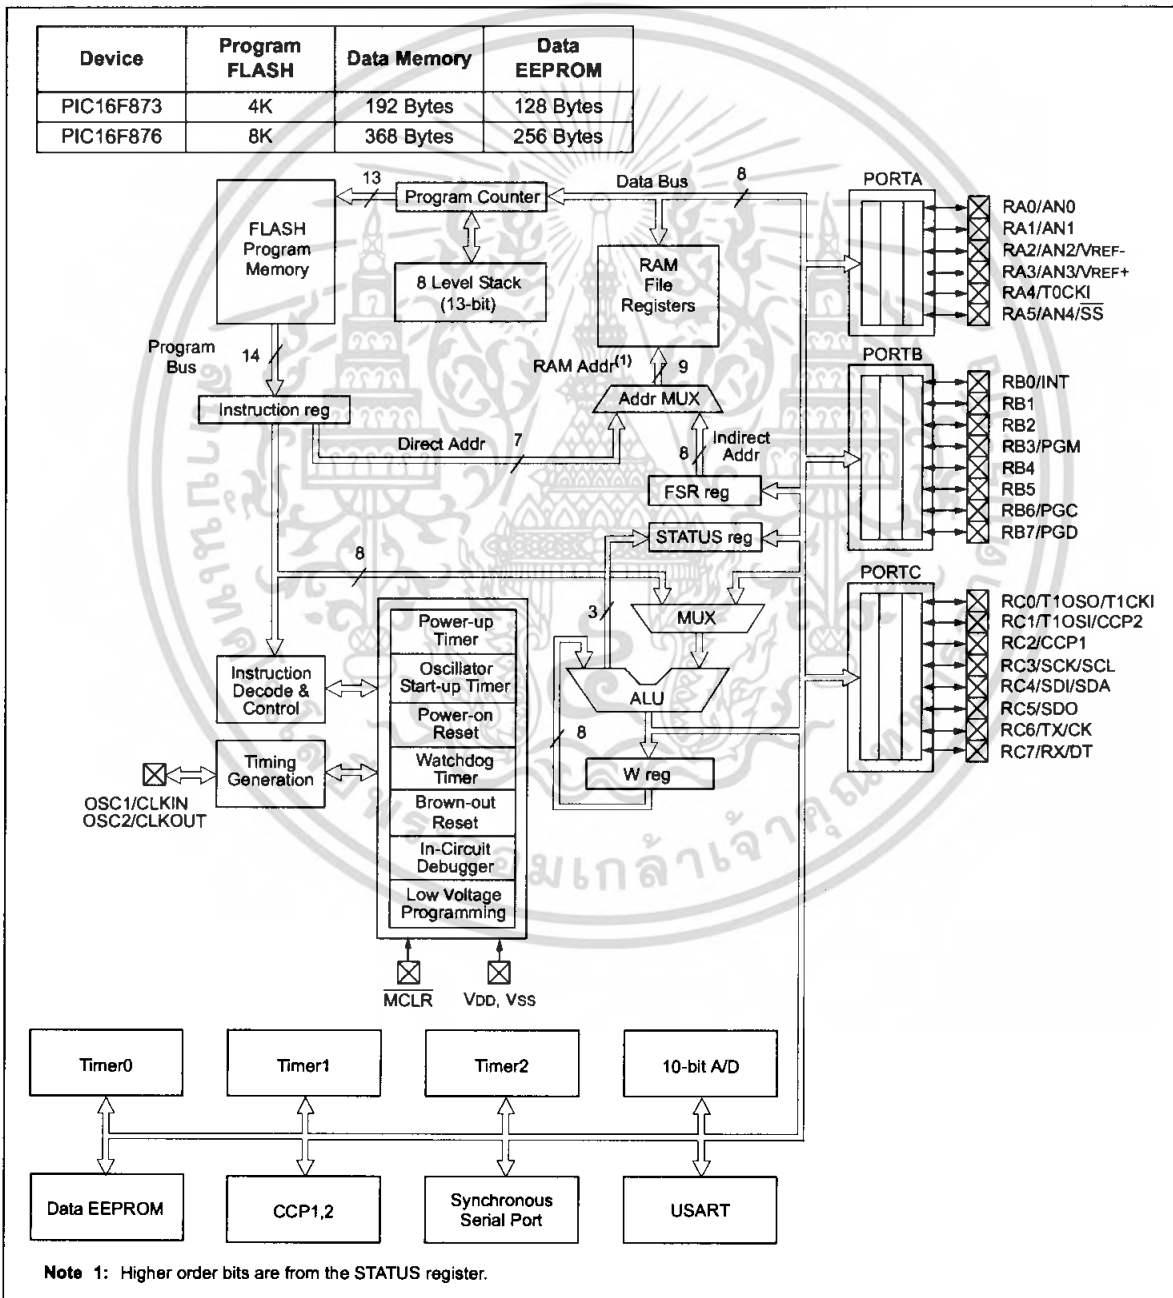 Device Program FLASH Data Memory Data EEPROM
PIC16F873 4K 192 Bytes 128 Bytes
PIC16F876 8K 368 Bytes 256 Bytes
13
Program Counter
Data Bus
8
FLASH
Program
Memory
8 Level Stack
(13-bit)
RAM
File
Registers
Program
Bus
14
RAM Addr(1)
9
Addr MUX
Instruction reg
Direct Addr
7
8
Indirect
Addr
FSR reg
STATUS reg
8
3
MUX
ALU
8
W reg
Instruction
Decode &
Control
Timing
Generation
OSC1/CLKIN
OSC2/CLKOUT
Power-up
Timer
Oscillator
Start-up Timer
Power-on
Reset
Watchdog
Timer
Brown-out
Reset
In-Circuit
Debugger
Low Voltage
Programming
MCLR
VDD, VSS
PORTA
RA0/AN0
RA1/AN1
RA2/AN2/VREF-
RA3/AN3/VREF+
RA4/T0CKI
RA5/AN4/SS
PORTB
RB0/INT
RB1
RB2
RB3/PGM
RB4
RB5
RB6/PGC
RB7/PGD
PORTC
RC0/T1OSO/T1CKI
RC1/T1OSI/CCP2
RC2/CCP1
RC3/SCK/SCL
RC4/SDI/SDA
RC5/SDO
RC6/TX/CK
RC7/RX/DT
Timer0
Timer1
Timer2
10-bit A/D
Data EEPROM
CCP1,2
Synchronous
Serial Port
USART
Note 1: Higher order bits are from the STATUS register.